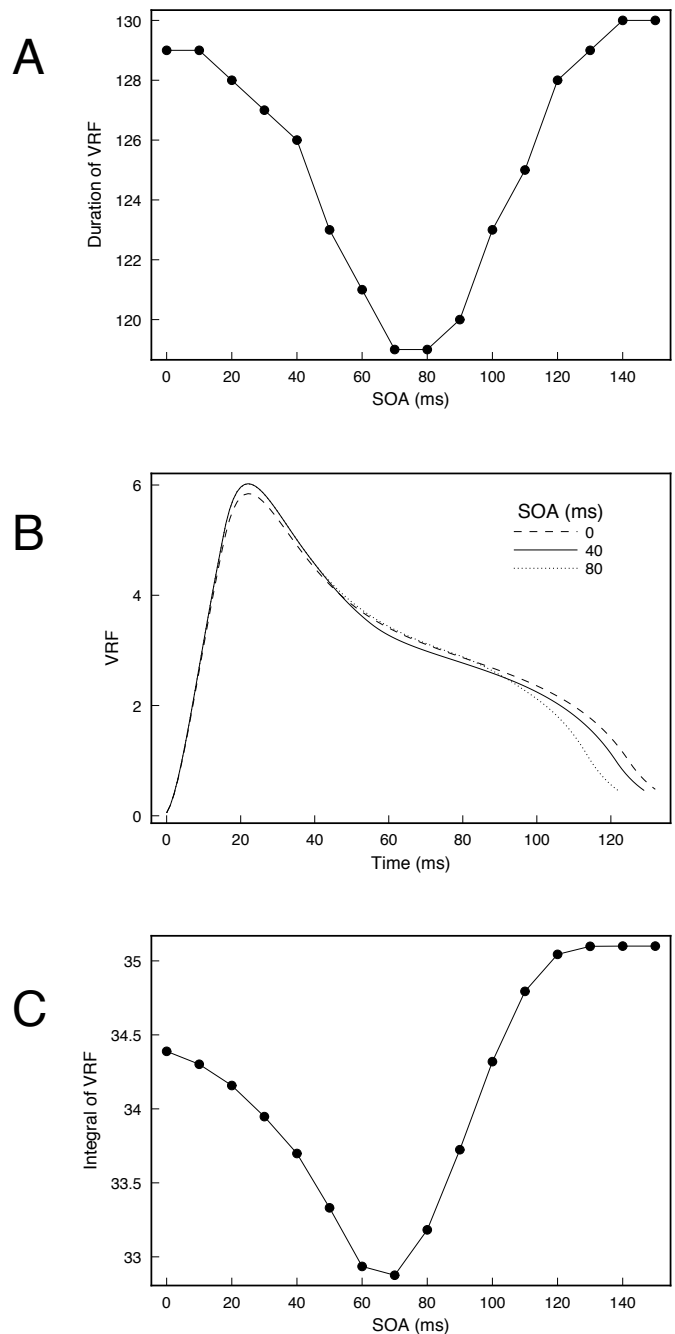 A
130
128
126
124
122
120
Duration of VRF
0 20 40 60 80 100 120 140
SOA (ms)
B
6
4
2
0
VRF
SOA (ms)
0
40
80
0 20 40 60 80 100 120
Time (ms)
C
35
34.5
34
33.5
33
Integral of VRF
0 20 40 60 80 100 120 140
SOA (ms)